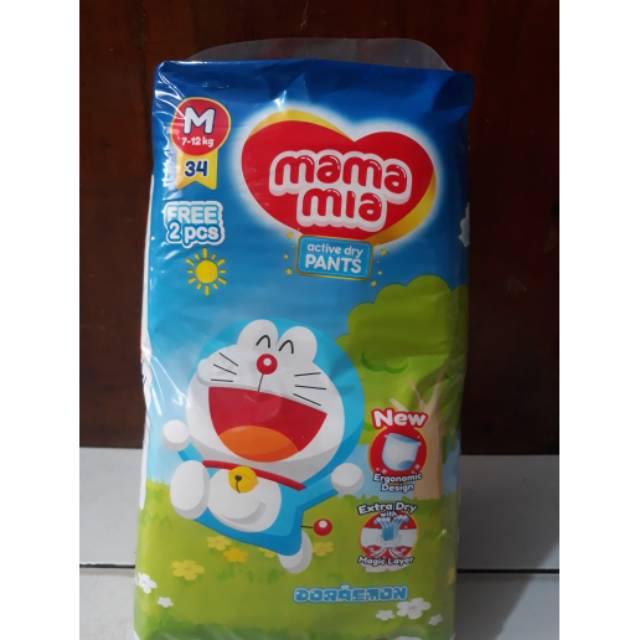 M
7-12 kg
34
FREE
2 pcs
mama
mia
active dry
PANTS
New
Ergonomic
Design
Extra Dry
with
Magic Layer
DORAEMON